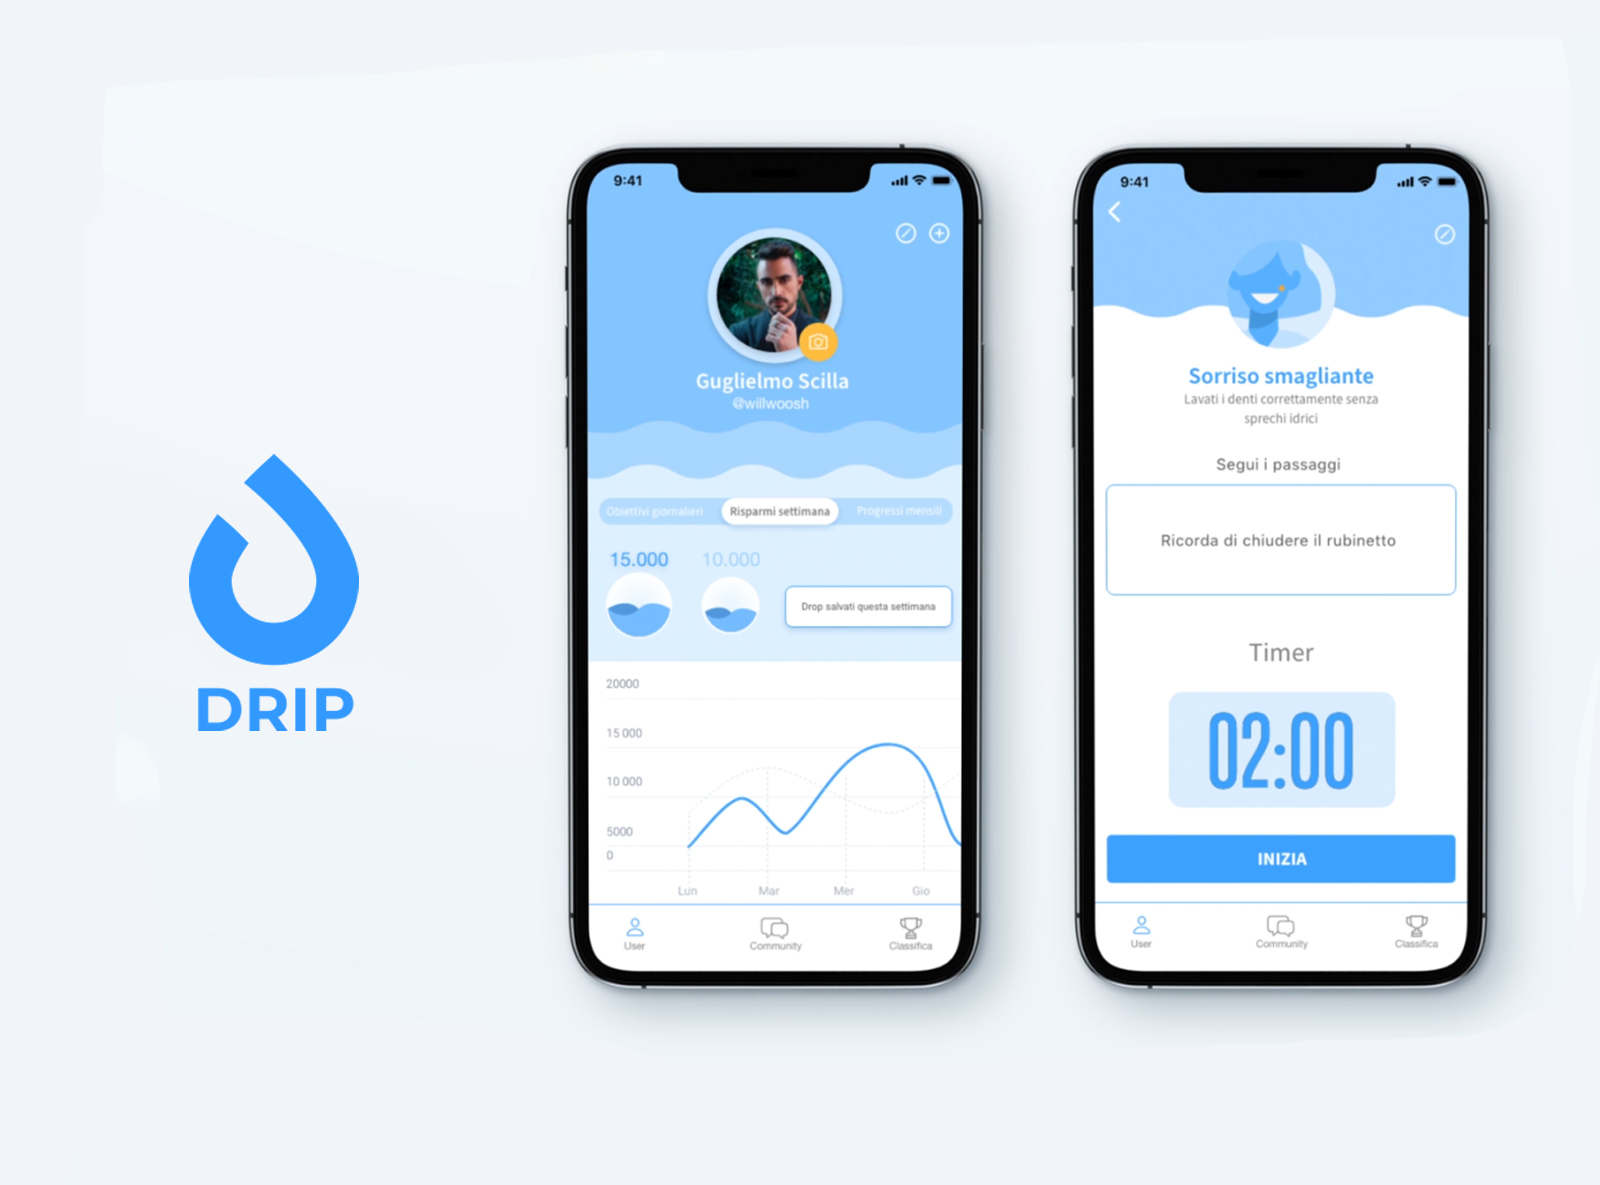 DRIP
9:41
Guglielmo Scilla
@willwoosh
Obiettivi giornalieri
Risparmi settimana
Progressi mensili
15.000
10.000
Drop salvati questa settimana
20000
15 000
10 000
5000
0
Lun
Mar
Mer
Gio
User
Community
Classifica
9:41
Sorriso smagliante
Lavati i denti correttamente senza
sprechi idrici
Segui i passaggi
Ricorda di chiudere il rubinetto
Timer
02:00
INIZIA
User
Community
Classifica